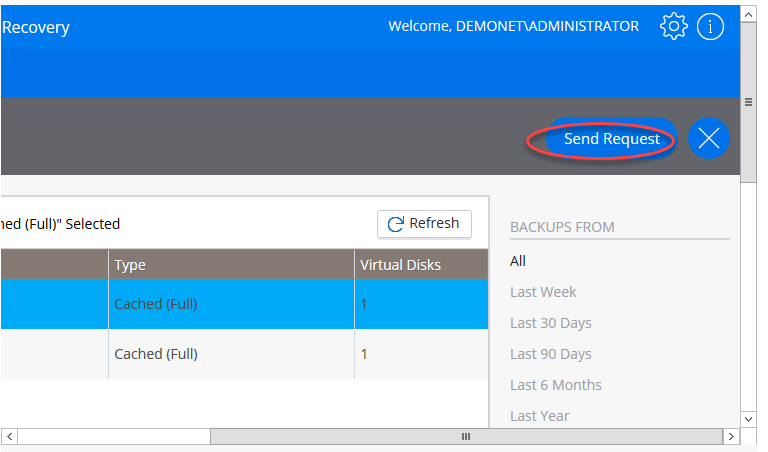 Recovery
Welcome, DEMONET\ADMINISTRATOR
Send Request
(Full)" Selected
Refresh
BACKUPS FROM
Type
Virtual Disks
All
Cached (Full)
1
Last Week
Last 30 Days
Cached (Full)
1
Last 90 Days
Last 6 Months
Last Year